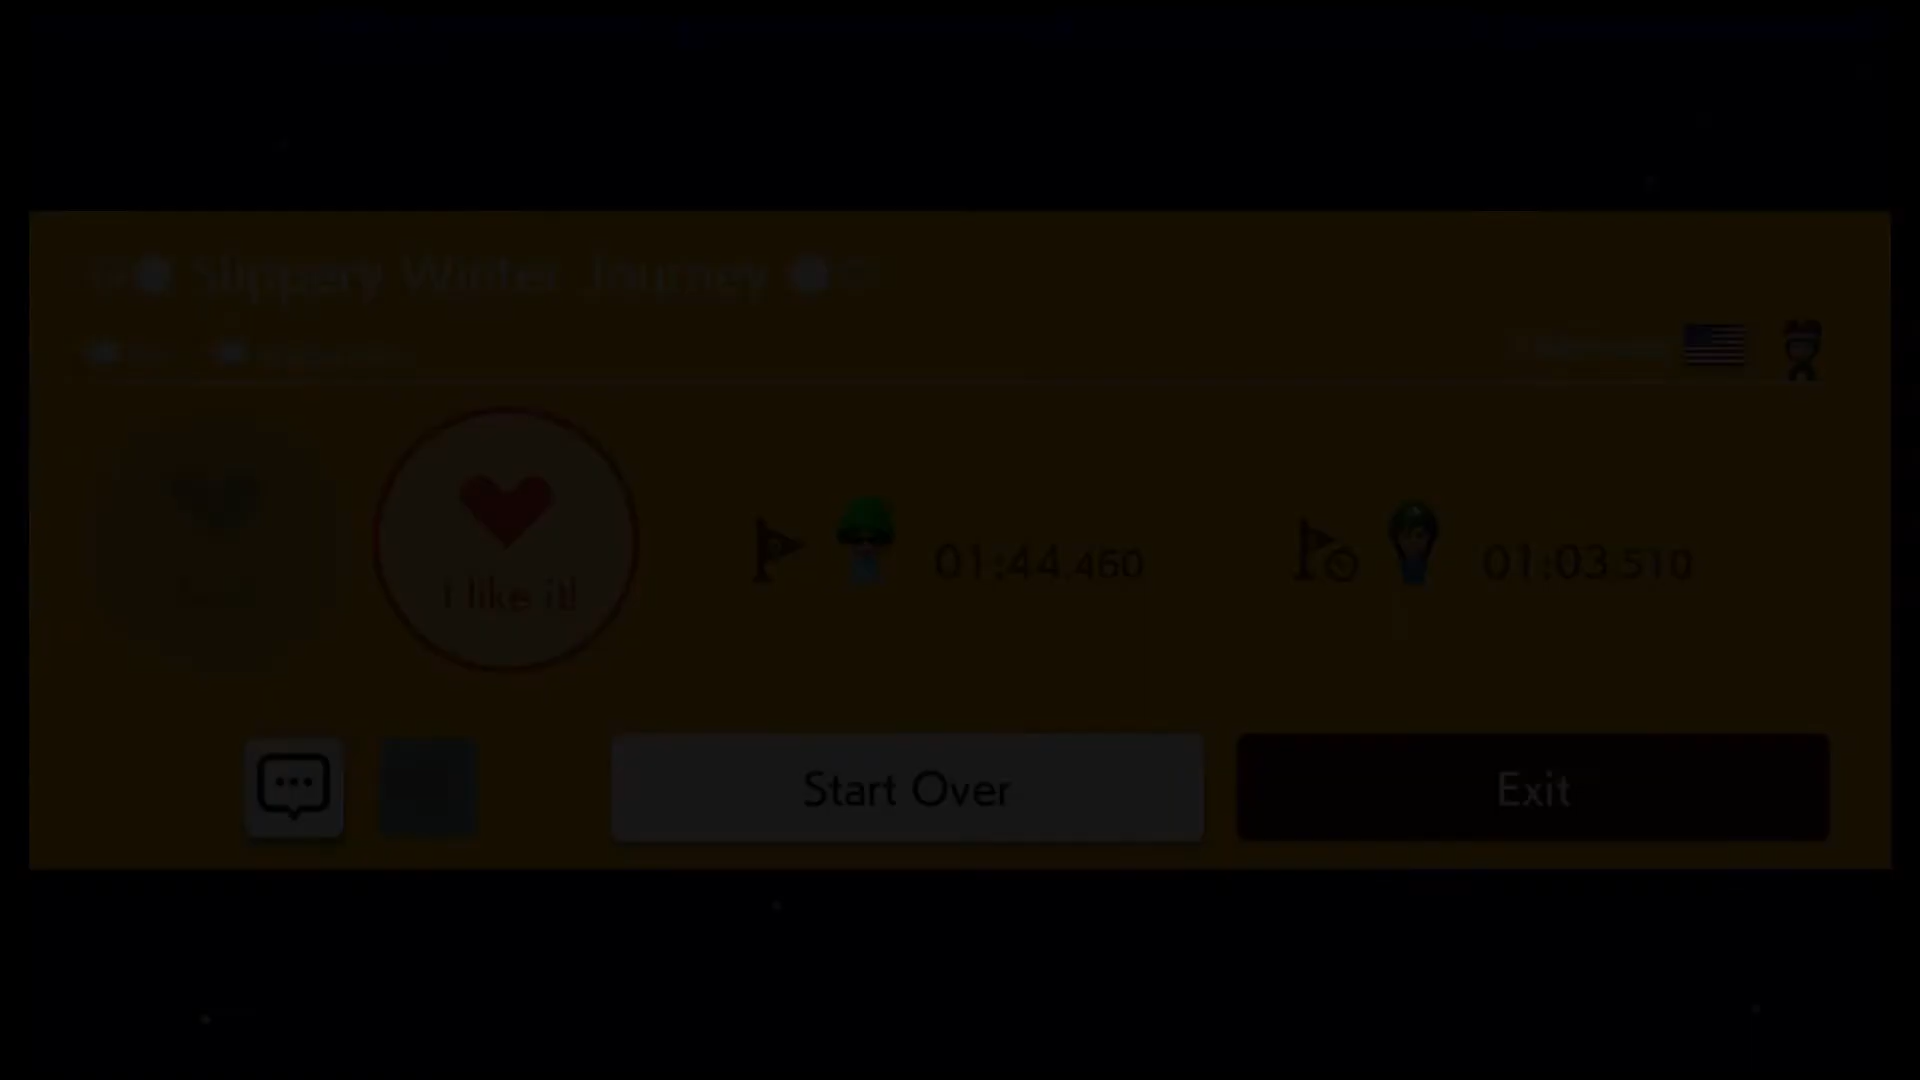 Slippery Winter Journey
I like it!
01:44.460
01:03.510
Start Over
Exit